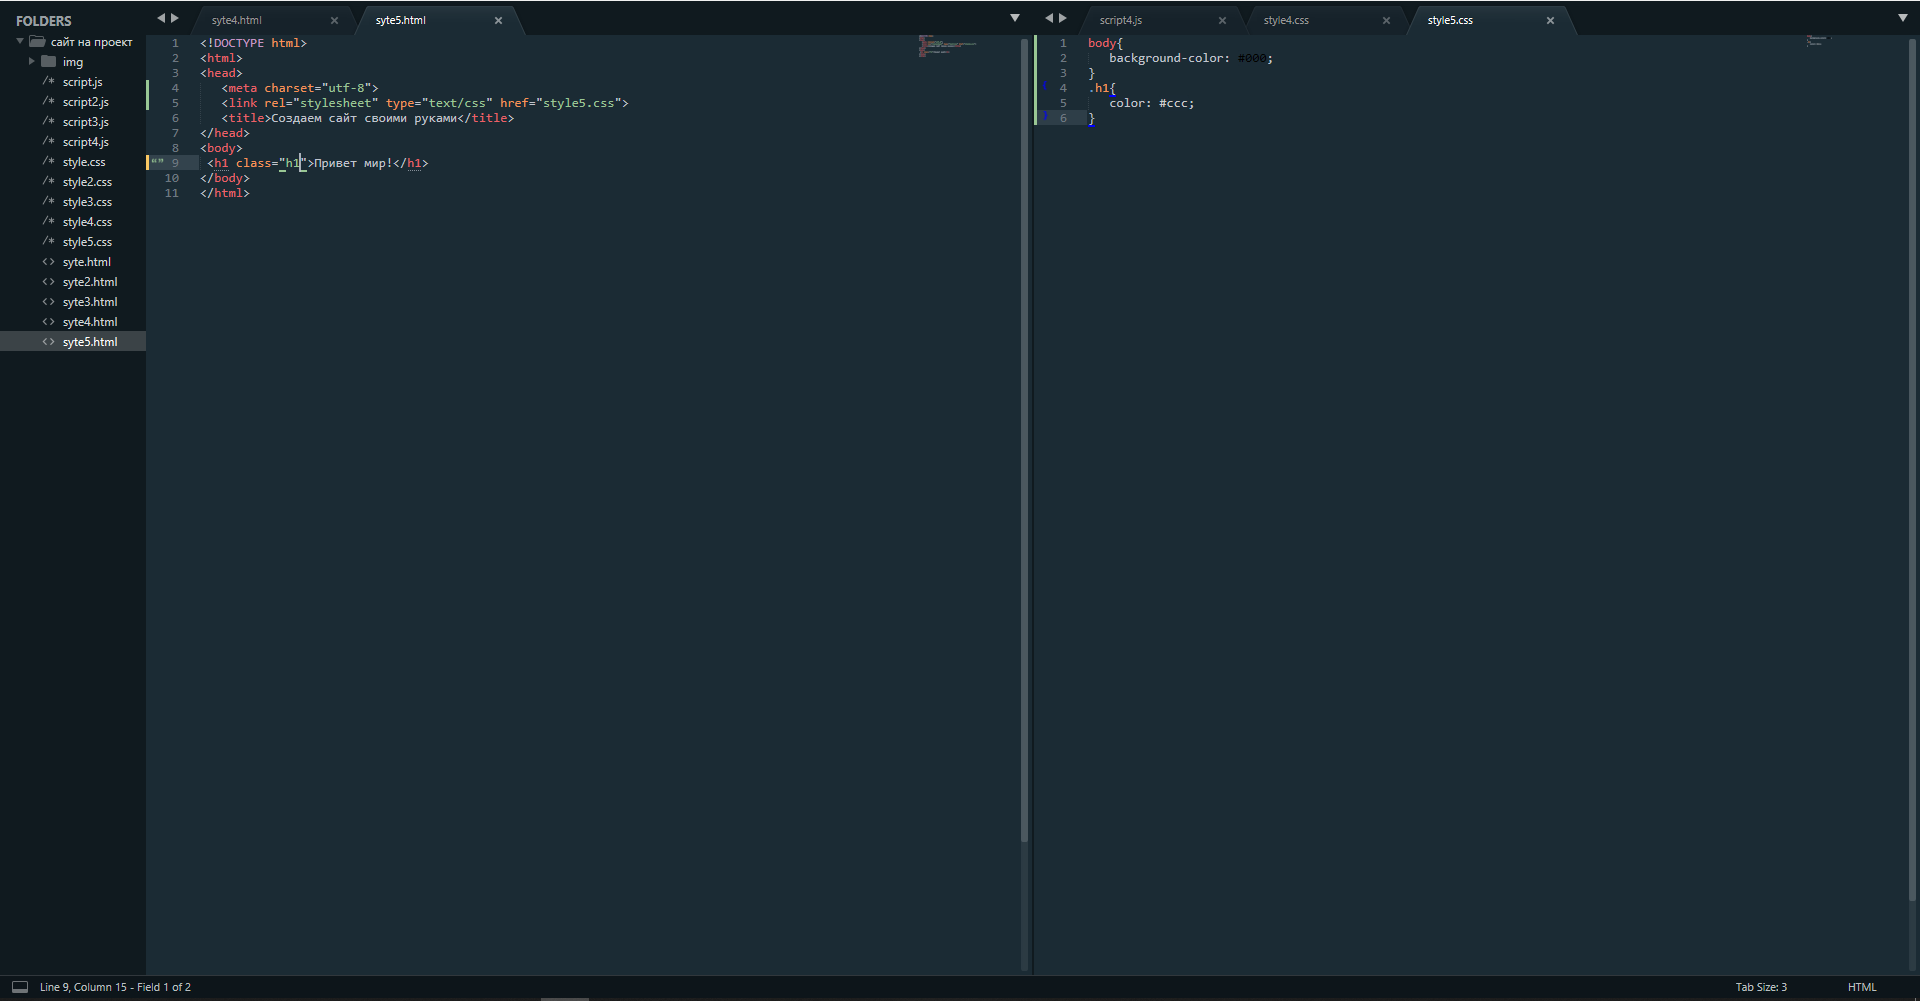 FOLDERS
сайт на проект
img
/* script.js
/* script2.js
/* script3.js
/* script4.js
/* style.css
/* style2.css
/* style3.css
/* style4.css
/* style5.css
<> syte.html
<> syte2.html
<> syte3.html
<> syte4.html
<> syte5.html
syte4.html × syte5.html ×
1 <!DOCTYPE html>
2 <html>
3 <head>
4 <meta charset="utf-8">
5 <link rel="stylesheet" type="text/css" href="style5.css">
6 <title>Создаем сайт своими руками</title>
7 </head>
8 <body>
“” 9 <h1 class="h1">Привет мир!</h1>
10 </body>
11 </html>
script4.js × style4.css × style5.css ×
1 body{
2 background-color: #000;
3 }
4 .h1{
5 color: #ccc;
6 }
Line 9, Column 15 - Field 1 of 2
Tab Size: 3 HTML